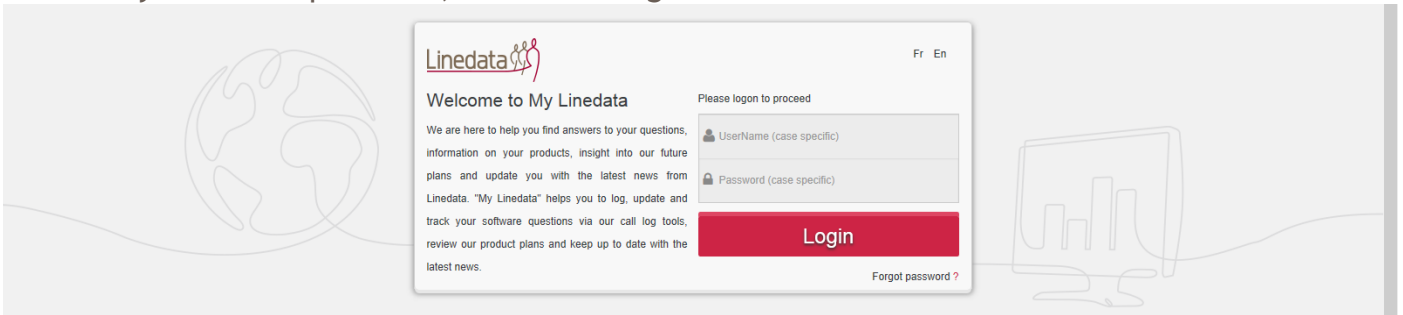 Linedata
Fr En
Welcome to My Linedata
We are here to help you find answers to your questions,
information on your products, insight into our future
plans and update you with the latest news from
Linedata. "My Linedata" helps you to log, update and
track your software questions via our call log tools,
review our product plans and keep up to date with the
latest news.
Please logon to proceed
UserName (case specific)
Password (case specific)
Login
Forgot password ?